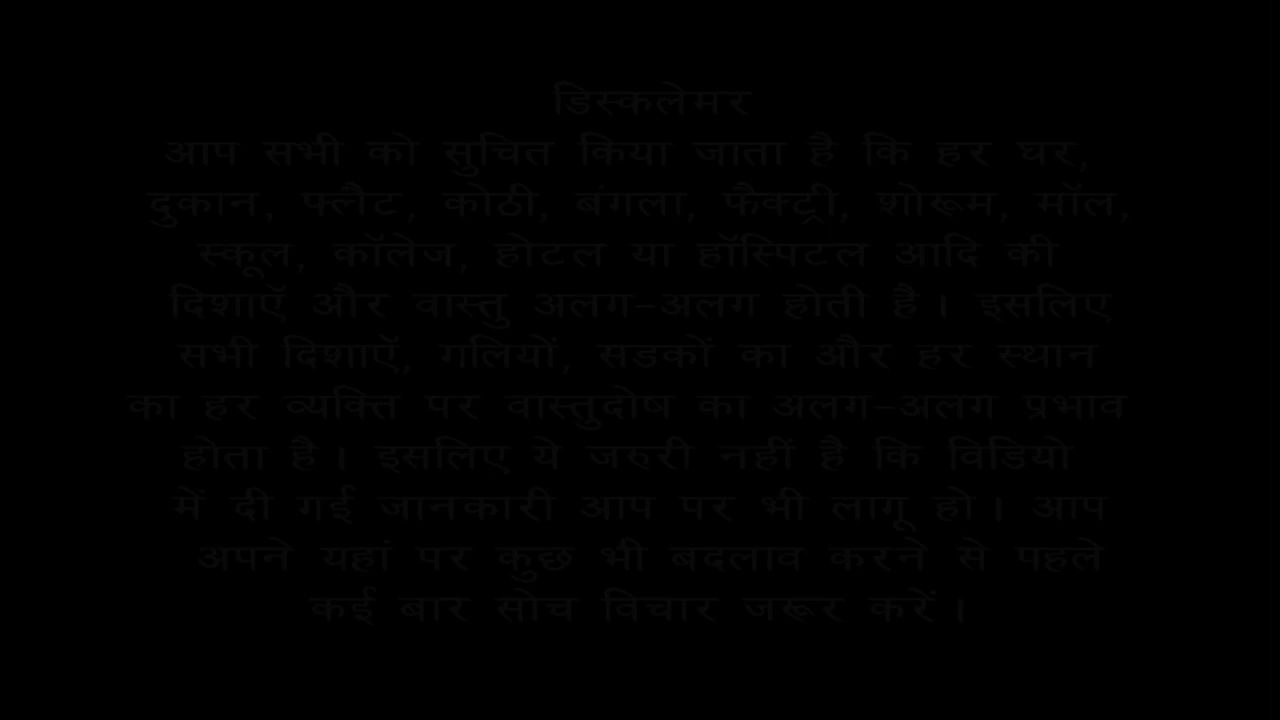 डिस्कलेमर
आप सभी को सुचित किया जाता है कि हर घर,
दुकान, फ्लैट, कोठी, बंगला, फैक्ट्री, शोरूम, मॉल,
स्कूल, कॉलेज, होटल या हॉस्पिटल आदि की
दिशाऍ और वास्तु अलग–अलग होती है। इसलिए
सभी दिशाऍ, गलियों, सडकों का और हर स्थान
का हर व्यक्ति पर वास्तुदोष का अलग–अलग प्रभाव
होता है। इसलिए ये जरुरी नहीं है कि विडियो
में दी गई जानकारी आप पर भी लागू हो। आप
अपने यहां पर कुछ भी बदलाव करने से पहले
कई बार सोच विचार जरूर करें।